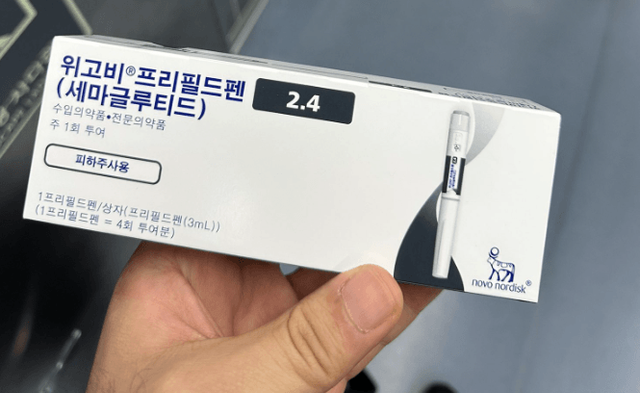 위고비®프리필드펜
(세마글루티드)
2.4
수입의약품•전문의약품
주 1회 투여
피하주사용
1프리필드펜/상자(프리필드펜(3mL))
(1프리필드펜 = 4회 투여분)
novo nordisk®